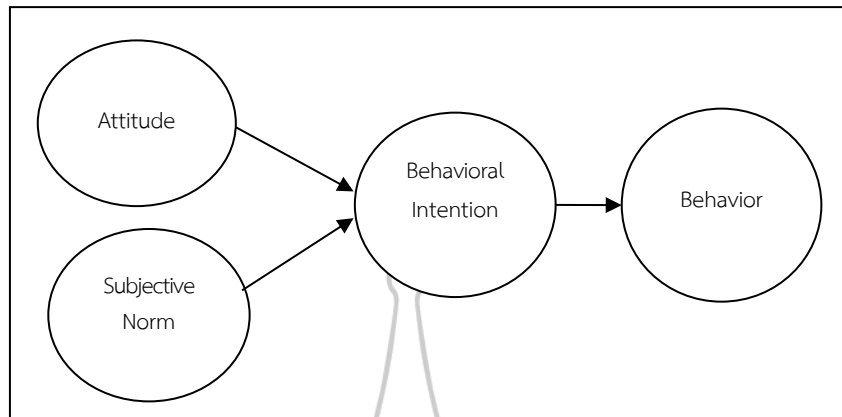 Attitude
Subjective
Norm
Behavioral
Intention
Behavior